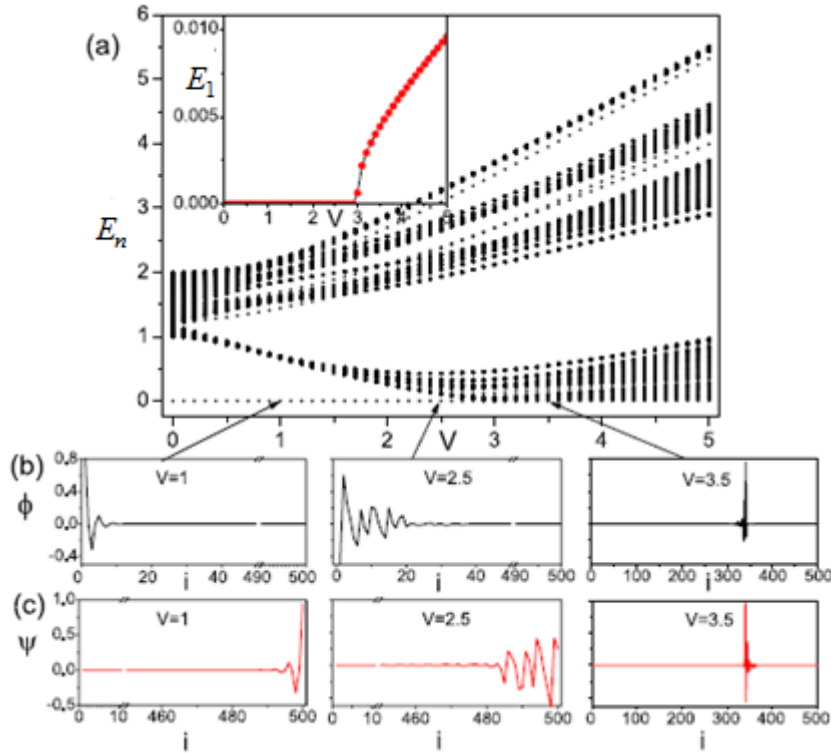 (a)
6
5
4
3
2
1
0
E_n
0 1 2 V 3 4 5
0.010
0.005
0.000
E_1
0 1 2 V 3 4 5
(b)
ϕ
0.8
0.4
0.0
-0.4
V=1
0 20 40 490 500
i
V=2.5
0 20 40 490 500
i
V=3.5
0 100 200 300 400 500
i
(c)
ψ
1.0
0.5
0.0
-0.5
V=1
0 10 460 480 500
i
V=2.5
0 10 460 480 500
i
V=3.5
0 100 200 300 400 500
i